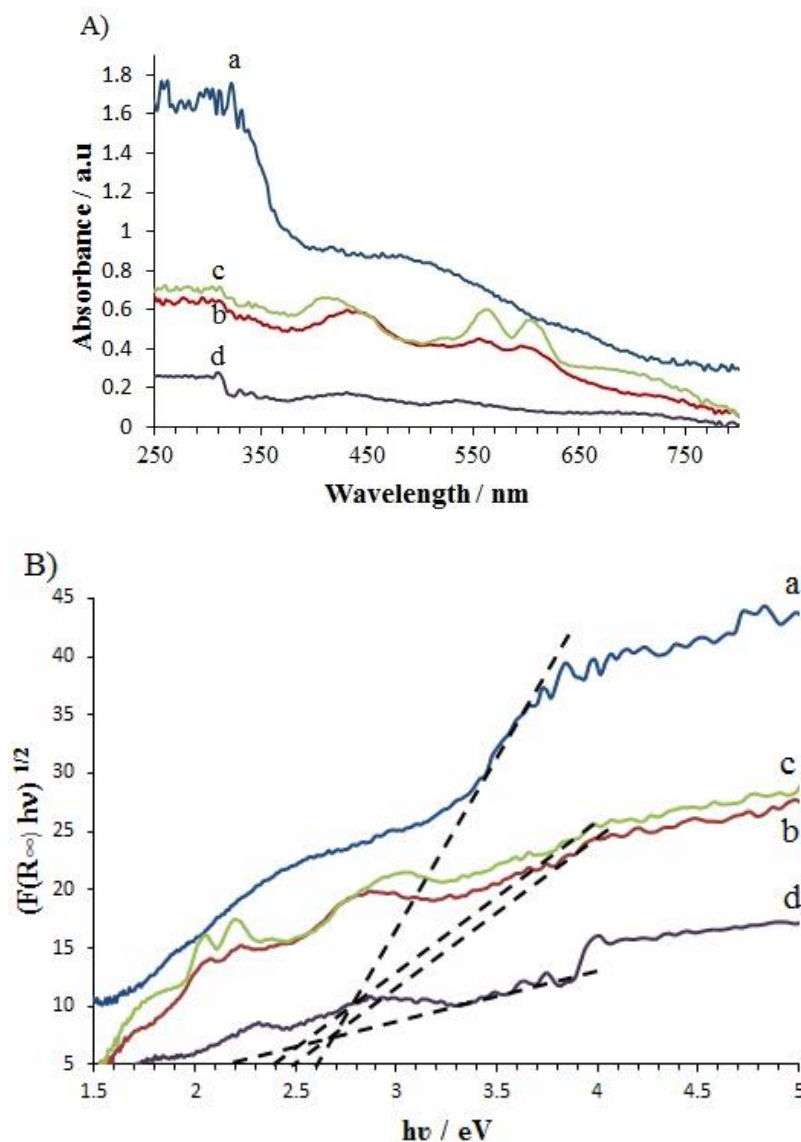 A)
Absorbance / a.u
1.8
1.6
1.4
1.2
1
0.8
0.6
0.4
0.2
0
a
c
b
d
250 350 450 550 650 750
Wavelength / nm
B)
(F(R∞) hν) 1/2
45
40
35
30
25
20
15
10
5
a
c
b
d
1.5 2 2.5 3 3.5 4 4.5 5
hυ / eV